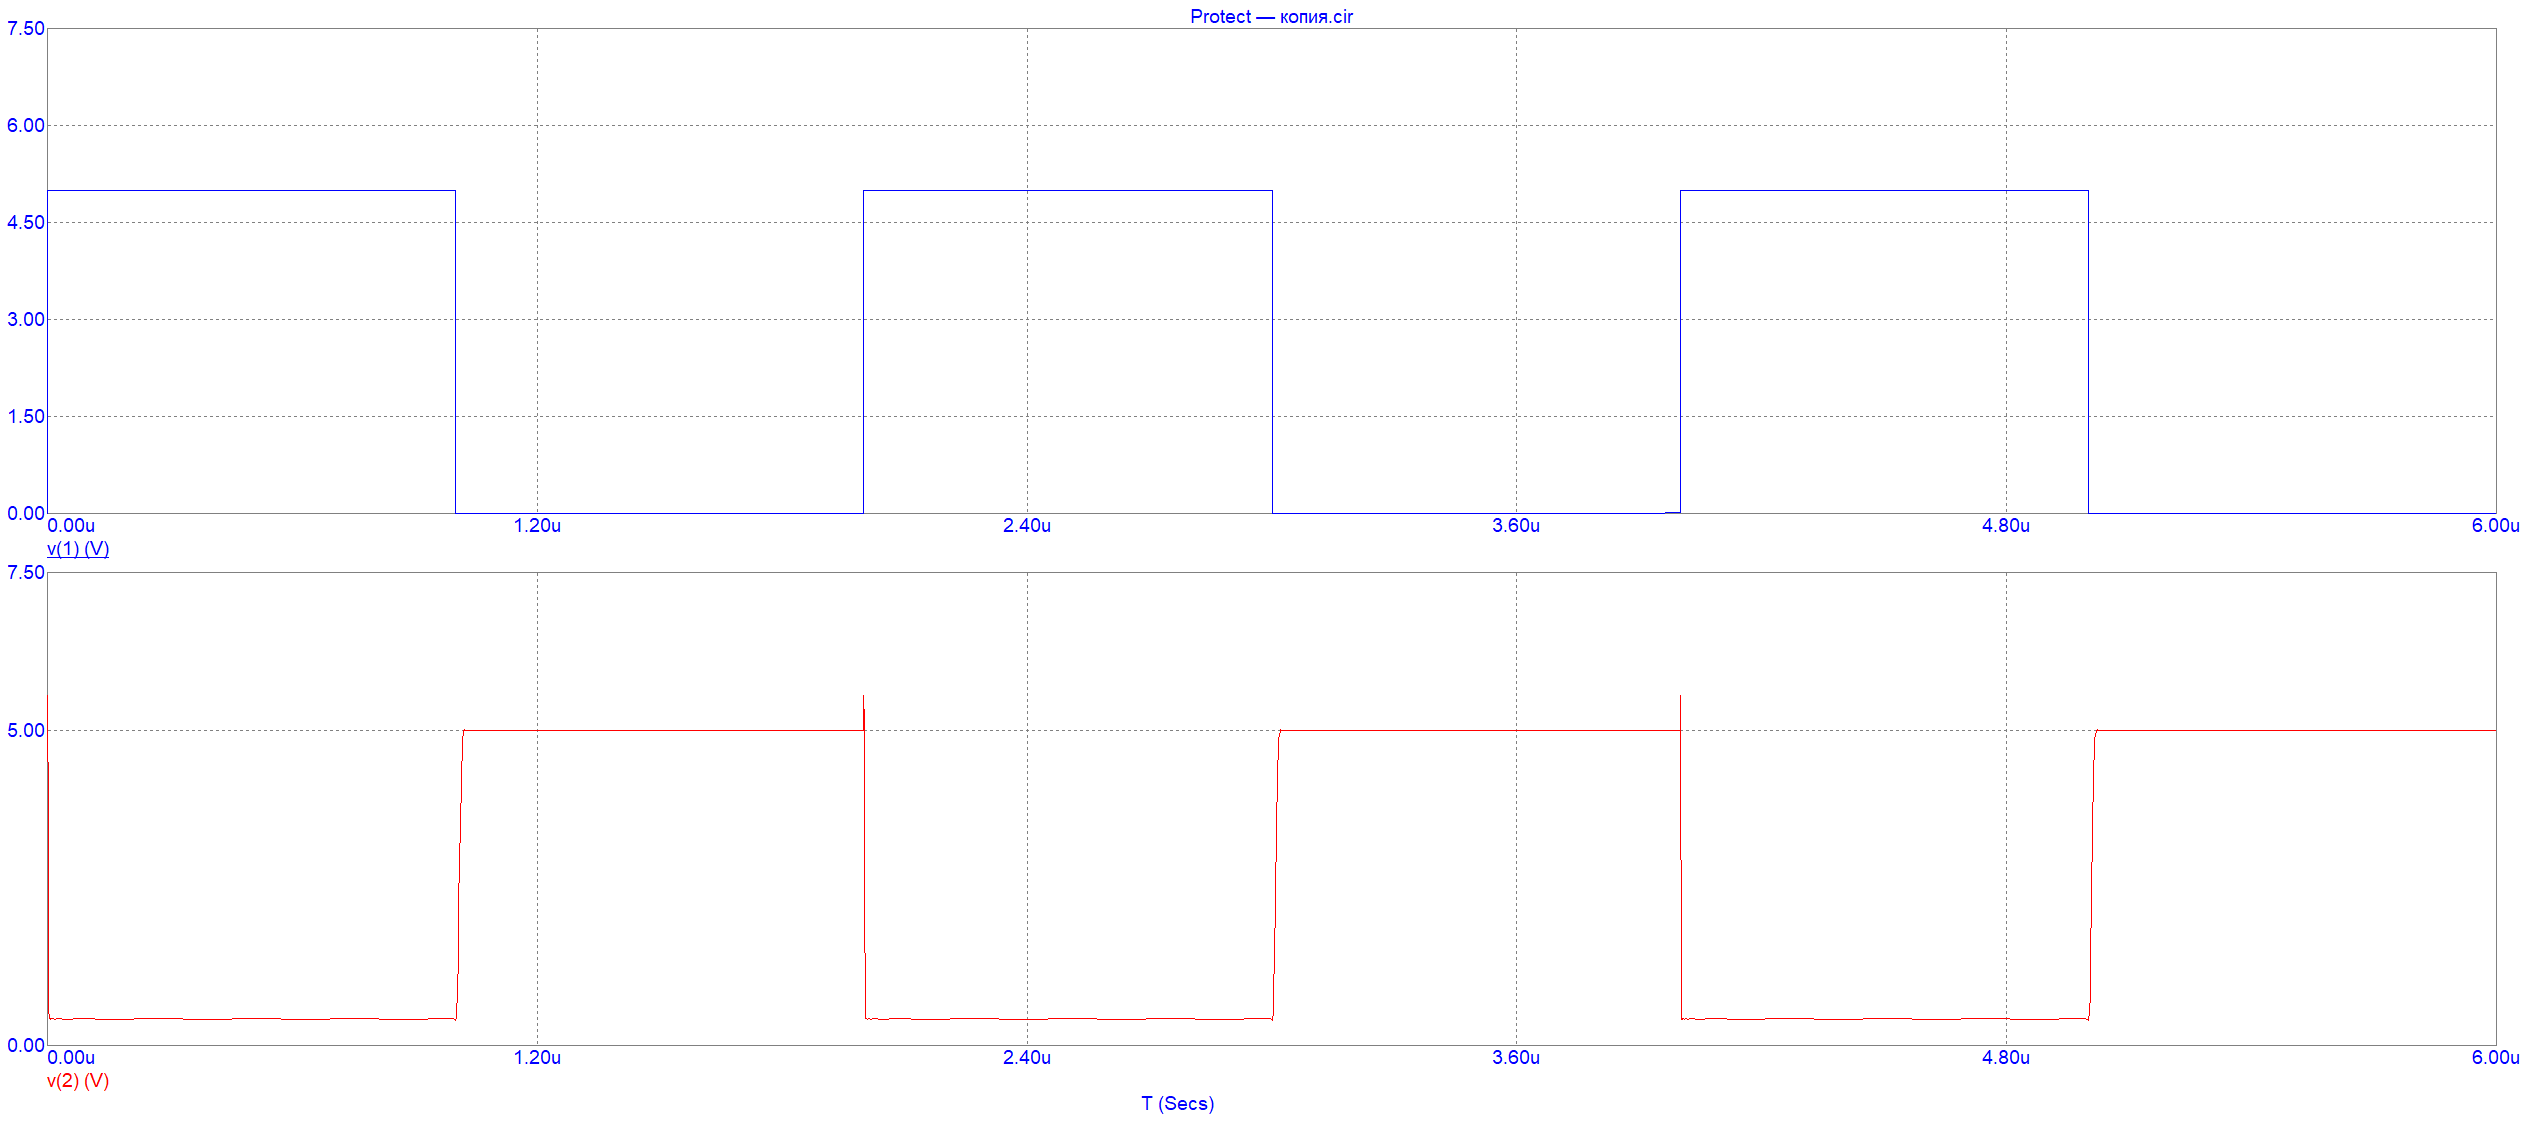 Protect — копия.cir
7.50
6.00
4.50
3.00
1.50
0.00
0.00u 1.20u 2.40u 3.60u 4.80u 6.00u
v(1) (V)
7.50
5.00
0.00
0.00u 1.20u 2.40u 3.60u 4.80u 6.00u
v(2) (V)
T (Secs)